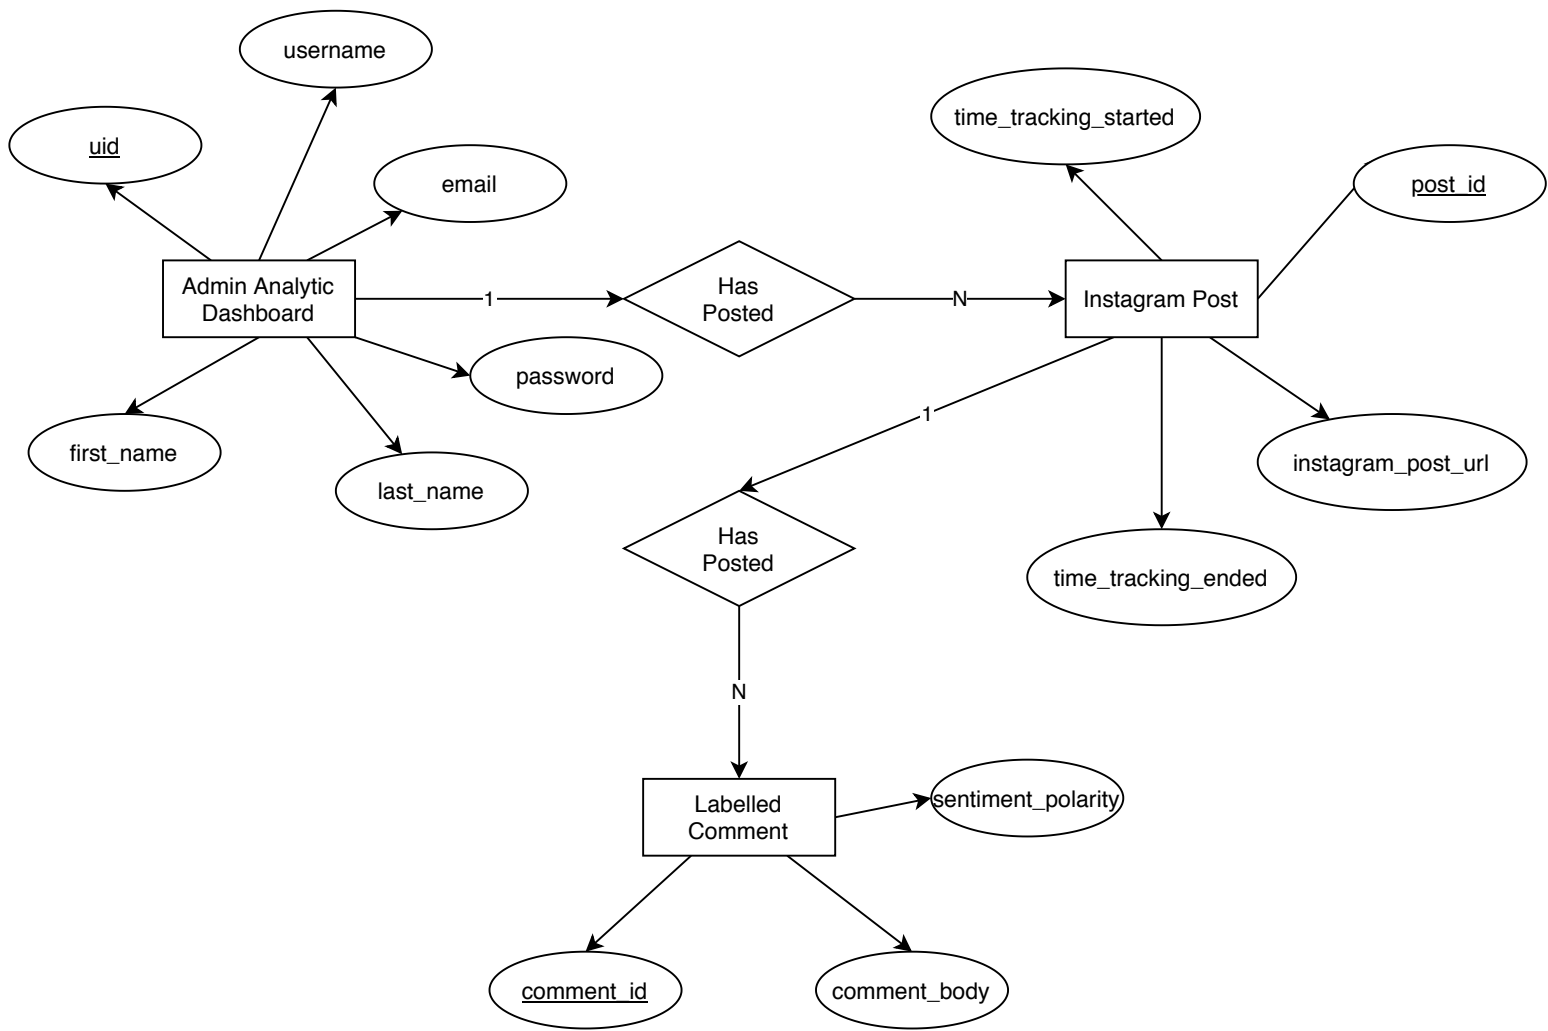 username
uid
email
time_tracking_started
post_id
Admin Analytic
Dashboard
1
Has
Posted
N
Instagram Post
password
first_name
last_name
1
instagram_post_url
Has
Posted
time_tracking_ended
N
Labelled
Comment
sentiment_polarity
comment_id
comment_body